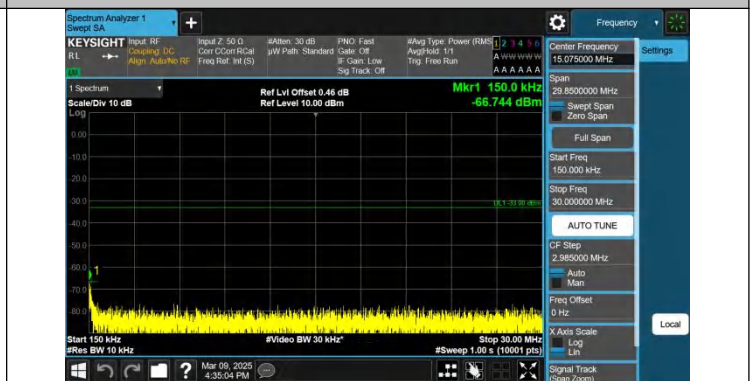 Spectrum Analyzer 1
Swept SA
+
Frequency
KEYSIGHT
RL
Input: RF
Coupling: DC
Align: Auto/No RF
Input Z: 50 Ω
Corr CCorr RCal
Freq Ref: Int (S)
#Atten: 30 dB
µW Path: Standard
PNO: Fast
Gate: Off
IF Gain: Low
Sig Track: Off
#Avg Type: Power (RMS)
Avg|Hold: 1/1
Trig: Free Run
1 2 3 4 5 6
A W W W W W
A A A A A A
1 Spectrum
Scale/Div 10 dB
Ref Lvl Offset 0.46 dB
Ref Level 10.00 dBm
Mkr1 150.0 kHz
-66.744 dBm
Log
0.00
-10.0
-20.0
-30.0
DL1 -33.00 dBm
-40.0
-50.0
-60.0
1
-70.0
-80.0
Start 150 kHz
#Res BW 10 kHz
#Video BW 30 kHz*
Stop 30.00 MHz
#Sweep 1.00 s (10001 pts)
Center Frequency
15.075000 MHz
Settings
Span
29.8500000 MHz
Swept Span
Zero Span
Full Span
Start Freq
150.000 kHz
Stop Freq
30.000000 MHz
AUTO TUNE
CF Step
2.985000 MHz
Auto
Man
Freq Offset
0 Hz
X Axis Scale
Log
Lin
Local
Signal Track
(Span Zoom)
?
Mar 09, 2025
4:35:04 PM